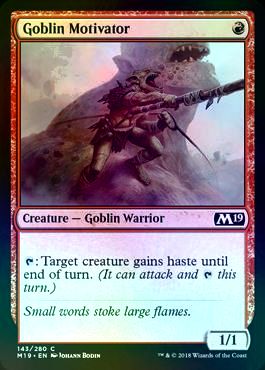 Goblin Motivator
Creature — Goblin Warrior
M19
: Target creature gains haste until
end of turn. (It can attack and this
turn.)
Small words stoke large flames.
1/1
143/280 C
M19 • EN Johann Bodin
™ & © 2018 Wizards of the Coast